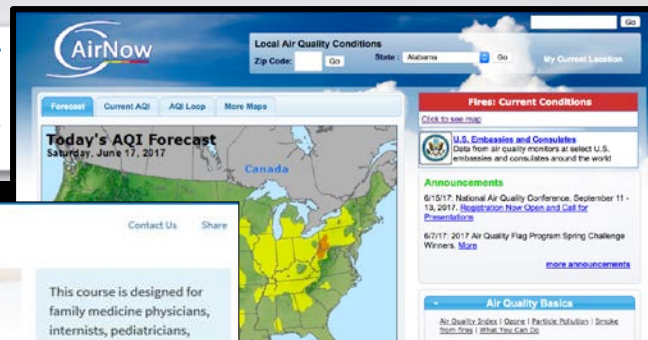 AirNow
Go
Local Air Quality Conditions
Zip Code: Go State : Alabama Go
My Current Location
Forecast Current AQI AQI Loop More Maps
Today's AQI Forecast
Saturday, June 17, 2017
Canada
Fires: Current Conditions
Click to see map
U.S. Embassies and Consulates
Data from air quality monitors at select U.S.
embassies and consulates around the world
Announcements
6/15/17: National Air Quality Conference, September 11 -
13, 2017. Registration Now Open and Call for
Presentations
6/7/17: 2017 Air Quality Flag Program Spring Challenge
Winners. More
more announcements
Air Quality Basics
Air Quality Index | Ozone | Particle Pollution | Smoke
from fires | What You Can Do
Contact Us Share
This course is designed for
family medicine physicians,
internists, pediatricians,